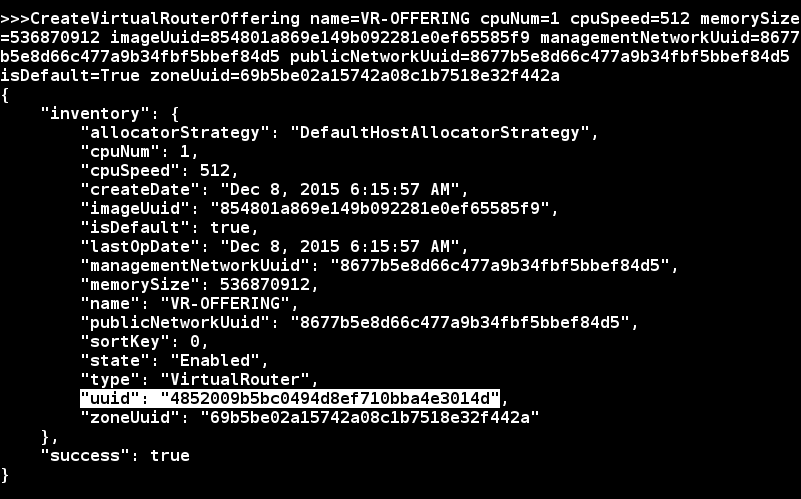 >>>CreateVirtualRouterOffering name=VR-OFFERING cpuNum=1 cpuSpeed=512 memorySize
=536870912 imageUuid=854801a869e149b092281e0ef65585f9 managementNetworkUuid=8677
b5e8d66c477a9b34fbf5bbef84d5 publicNetworkUuid=8677b5e8d66c477a9b34fbf5bbef84d5
isDefault=True zoneUuid=69b5be02a15742a08c1b7518e32f442a
{
    "inventory": {
        "allocatorStrategy": "DefaultHostAllocatorStrategy",
        "cpuNum": 1,
        "cpuSpeed": 512,
        "createDate": "Dec 8, 2015 6:15:57 AM",
        "imageUuid": "854801a869e149b092281e0ef65585f9",
        "isDefault": true,
        "lastOpDate": "Dec 8, 2015 6:15:57 AM",
        "managementNetworkUuid": "8677b5e8d66c477a9b34fbf5bbef84d5",
        "memorySize": 536870912,
        "name": "VR-OFFERING",
        "publicNetworkUuid": "8677b5e8d66c477a9b34fbf5bbef84d5",
        "sortKey": 0,
        "state": "Enabled",
        "type": "VirtualRouter",
        "uuid": "4852009b5bc0494d8ef710bba4e3014d",
        "zoneUuid": "69b5be02a15742a08c1b7518e32f442a"
    },
    "success": true
}